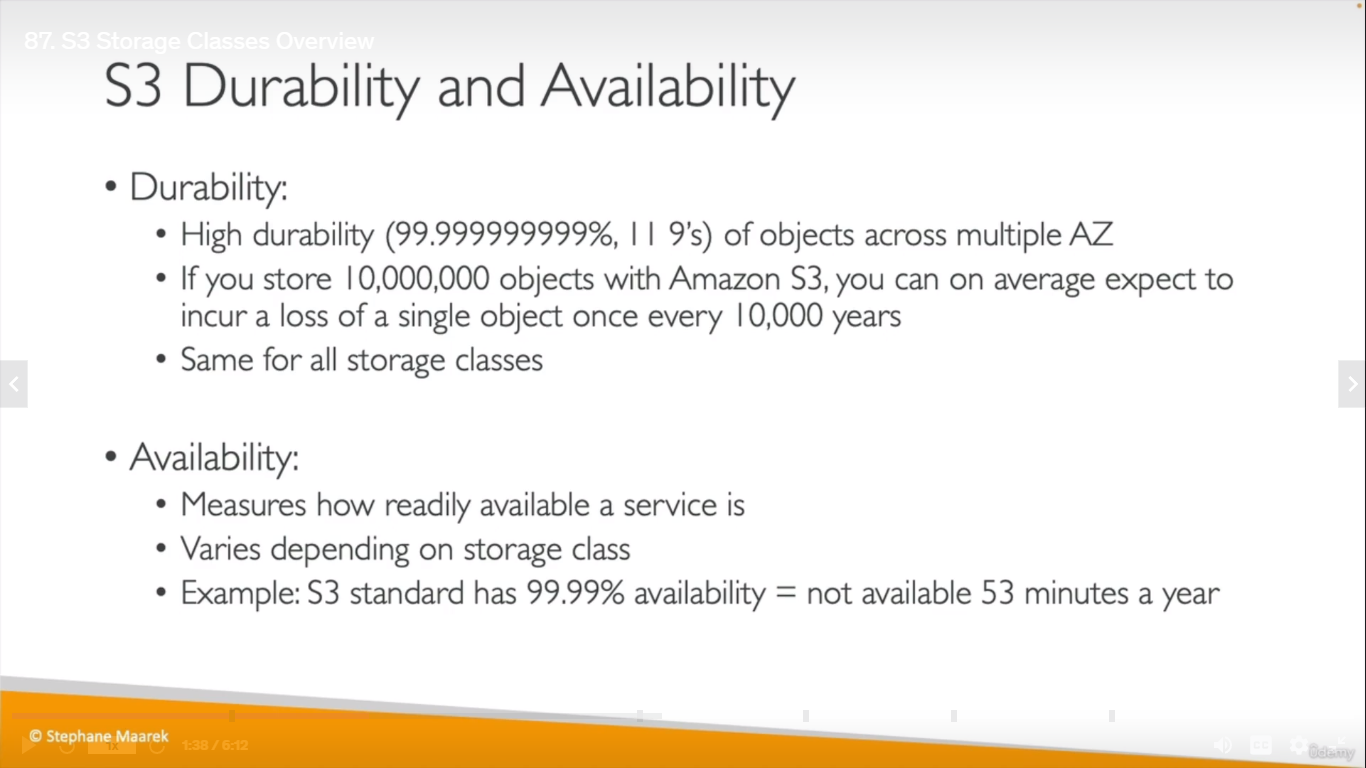 87. S3 Storage Classes Overview
S3 Durability and Availability
• Durability:
• High durability (99.999999999%, 11 9's) of objects across multiple AZ
• If you store 10,000,000 objects with Amazon S3, you can on average expect to
incur a loss of a single object once every 10,000 years
• Same for all storage classes
• Availability:
• Measures how readily available a service is
• Varies depending on storage class
• Example: S3 standard has 99.99% availability = not available 53 minutes a year
© Stephane Maarek
1x
1:38 / 6:12
CC
ûdemy